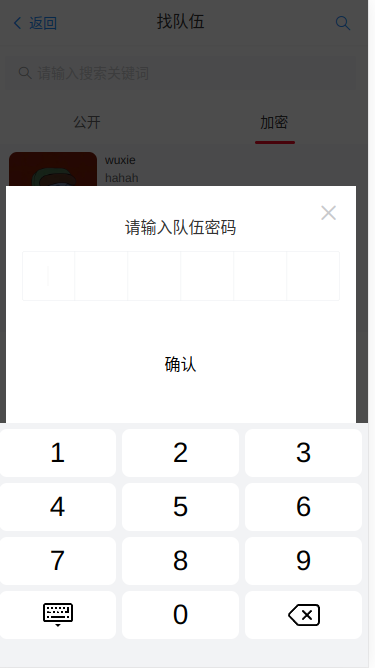 返回
找队伍
请输入搜索关键词
公开
加密
wuxie
hahah
请输入队伍密码
确认
1 2 3
4 5 6
7 8 9
0